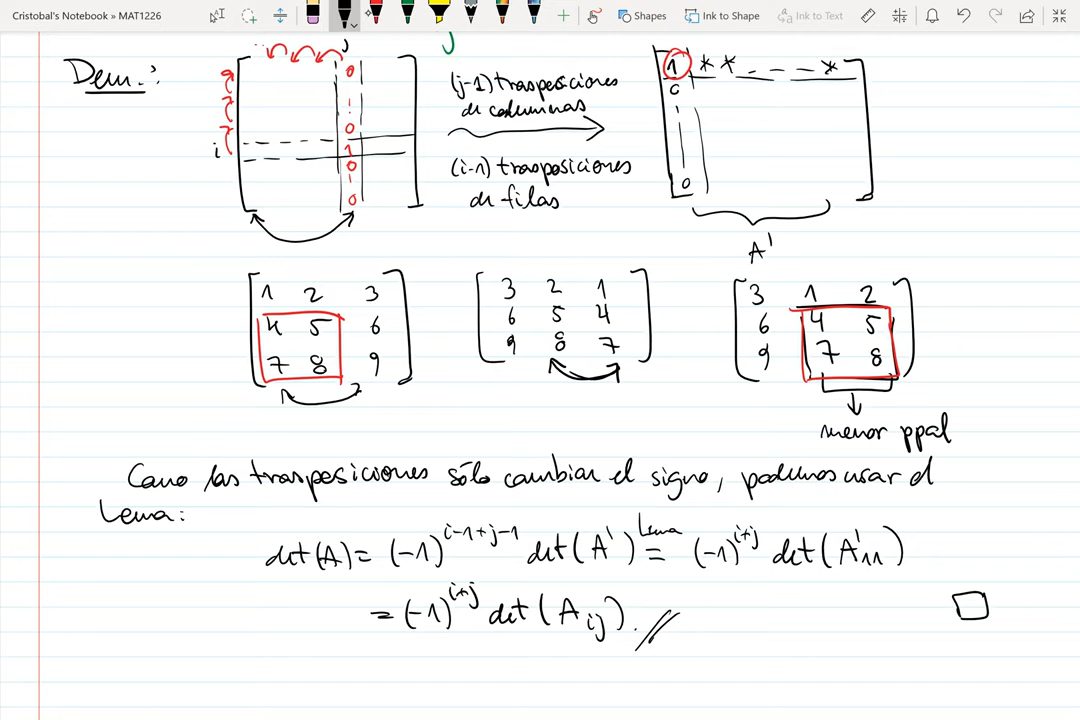 Cristobal's Notebook » MAT1226
Shapes
Ink to Shape
Ink to Text
Dem.:
j
0
0
1
0
0
i
(j-1) trasposiciones
de columnas
(i-1) trasposiciones
de filas
1 * * - - - *
0
0
A'
1 2 3
4 5 6
7 8 9
3 2 1
6 5 4
9 8 7
3 1 2
6 4 5
9 7 8
menor ppal
Como las trasposiciones sólo cambian el signo, podemos usar el
Lema:
det(A) = (-1)^{i-1+j-1} det(A') =^{Lema} (-1)^{i+j} det(A'_{11})
= (-1)^{i+j} det(A_{ij}). //
□